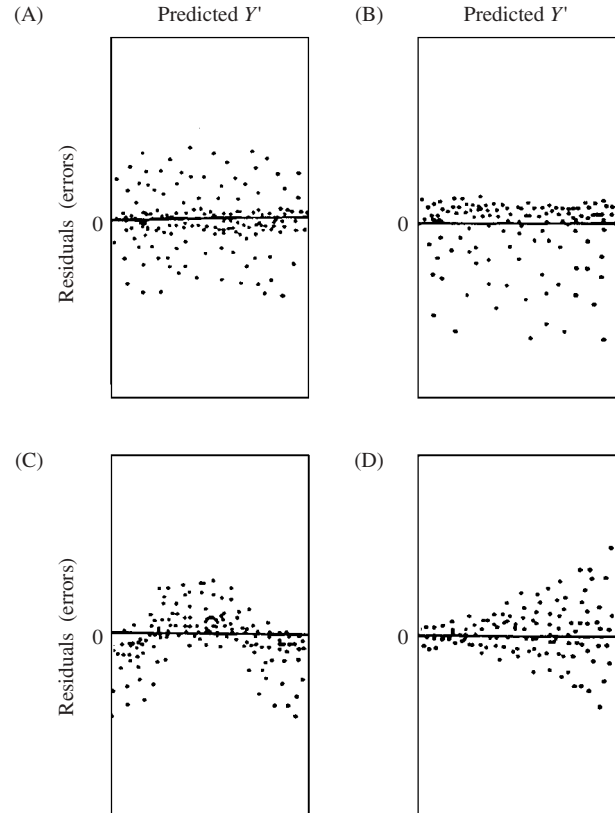 (A) Predicted Y' (B) Predicted Y'
Residuals (errors)
0 0
(C) (D)
Residuals (errors)
0 0